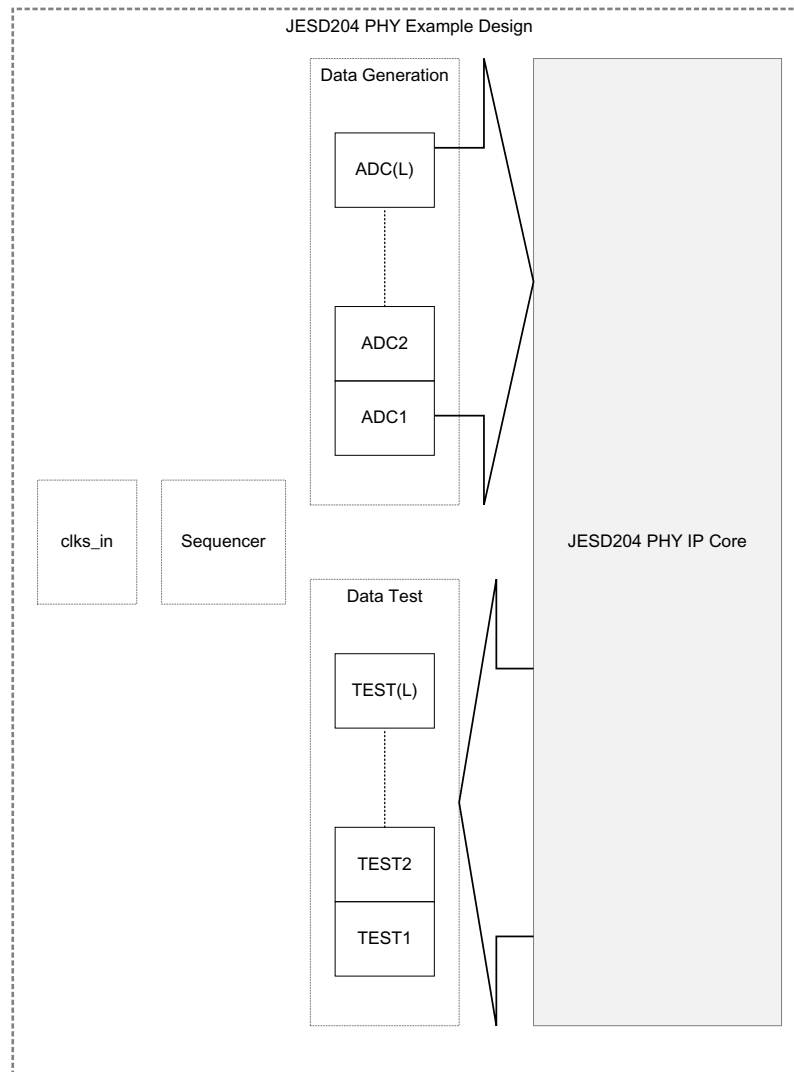 JESD204 PHY Example Design
Data Generation
ADC(L)
ADC2
ADC1
clks_in
Sequencer
JESD204 PHY IP Core
Data Test
TEST(L)
TEST2
TEST1